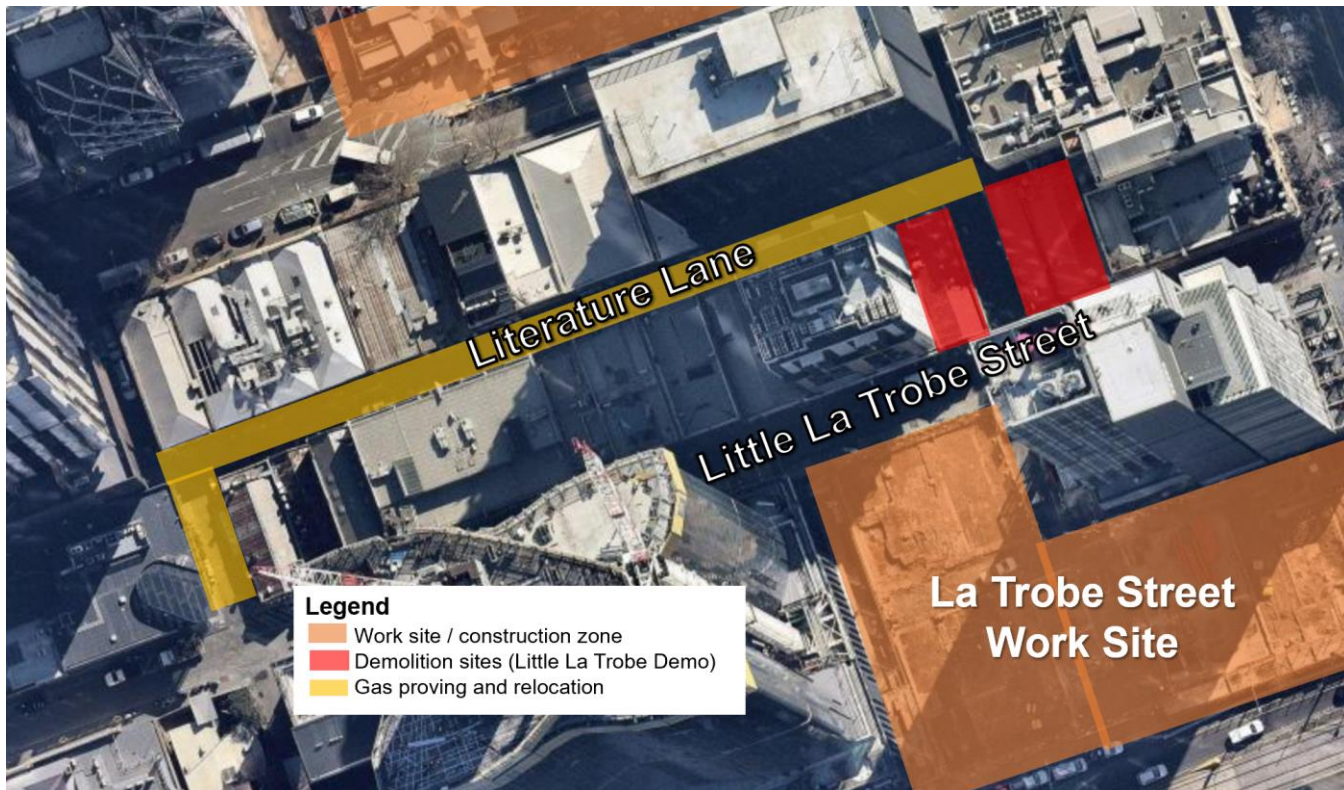 Literature Lane
Little La Trobe Street
La Trobe Street
Work Site
Legend
Work site / construction zone
Demolition sites (Little La Trobe Demo)
Gas proving and relocation